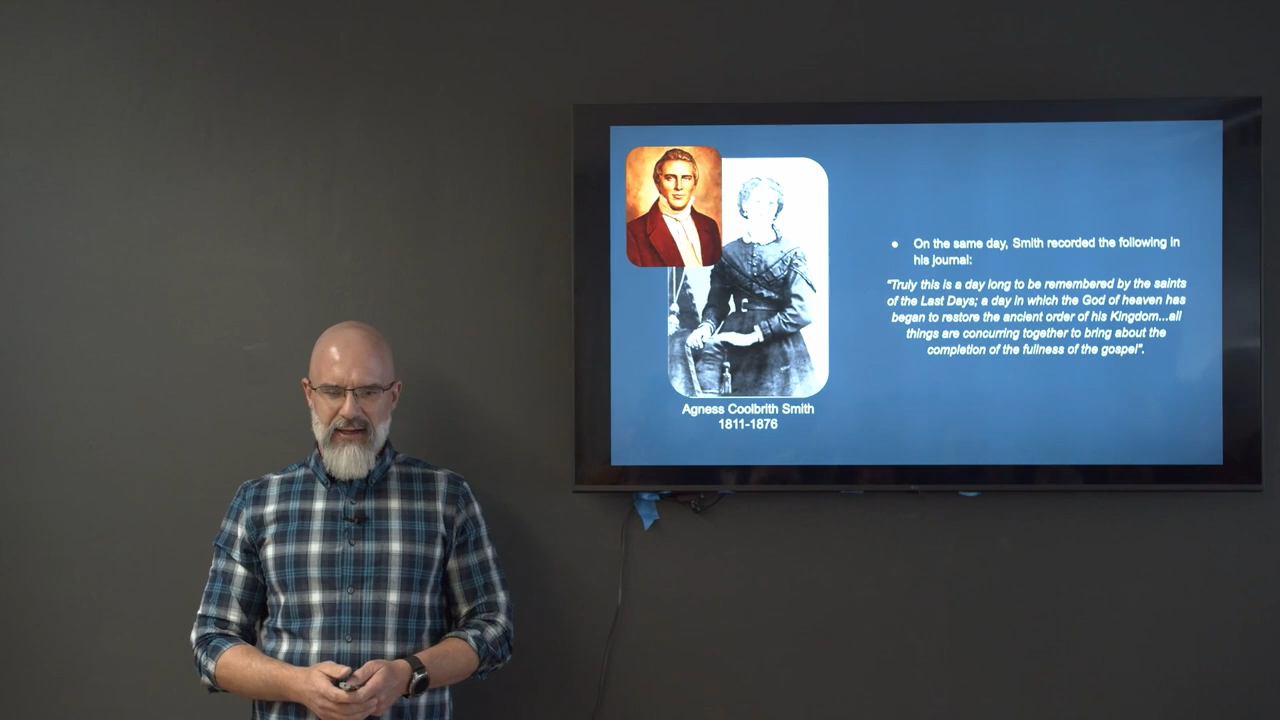 ● On the same day, Smith recorded the following in
his journal:
"Truly this is a day long to be remembered by the saints
of the Last Days; a day in which the God of heaven has
began to restore the ancient order of his Kingdom...all
things are concurring together to bring about the
completion of the fullness of the gospel".
Agness Coolbrith Smith
1811-1876